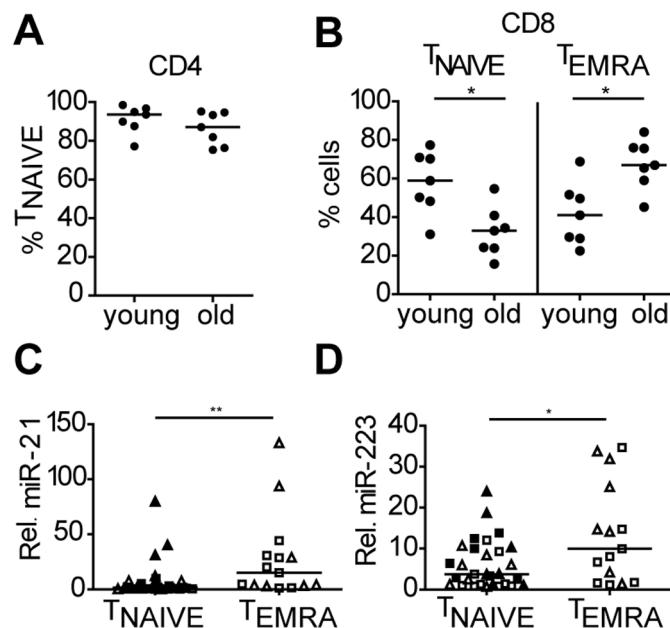 A
CD4
% TNAIVE
100
80
60
40
20
0
young old
B
CD8
TNAIVE TEMRA
* *
% cells
100
80
60
40
20
0
young old young old
C
**
Rel. miR-21
150
100
50
0
TNAIVE TEMRA
D
*
Rel. miR-223
40
30
20
10
0
TNAIVE TEMRA